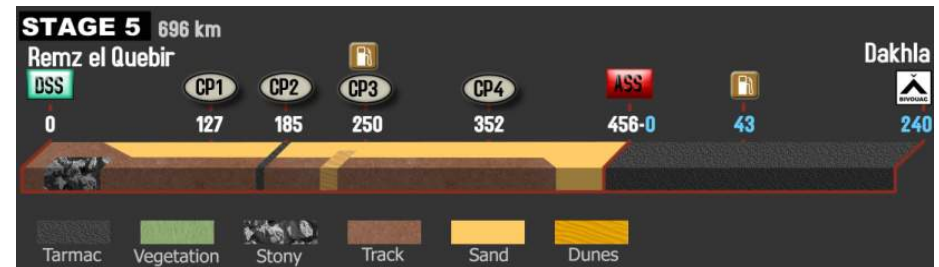 STAGE 5 696 km
Remz el Quebir Dakhla
DSS CP1 CP2 CP3 CP4 ASS BIVOUAC
0 127 185 250 352 456-0 43 240
Tarmac Vegetation Stony Track Sand Dunes